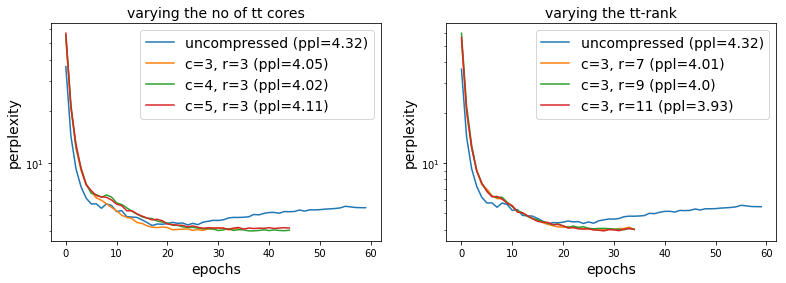 varying the no of tt cores
uncompressed (ppl=4.32)
c=3, r=3 (ppl=4.05)
c=4, r=3 (ppl=4.02)
c=5, r=3 (ppl=4.11)
perplexity
10¹
0 10 20 30 40 50 60
epochs
varying the tt-rank
uncompressed (ppl=4.32)
c=3, r=7 (ppl=4.01)
c=3, r=9 (ppl=4.0)
c=3, r=11 (ppl=3.93)
perplexity
10¹
0 10 20 30 40 50 60
epochs